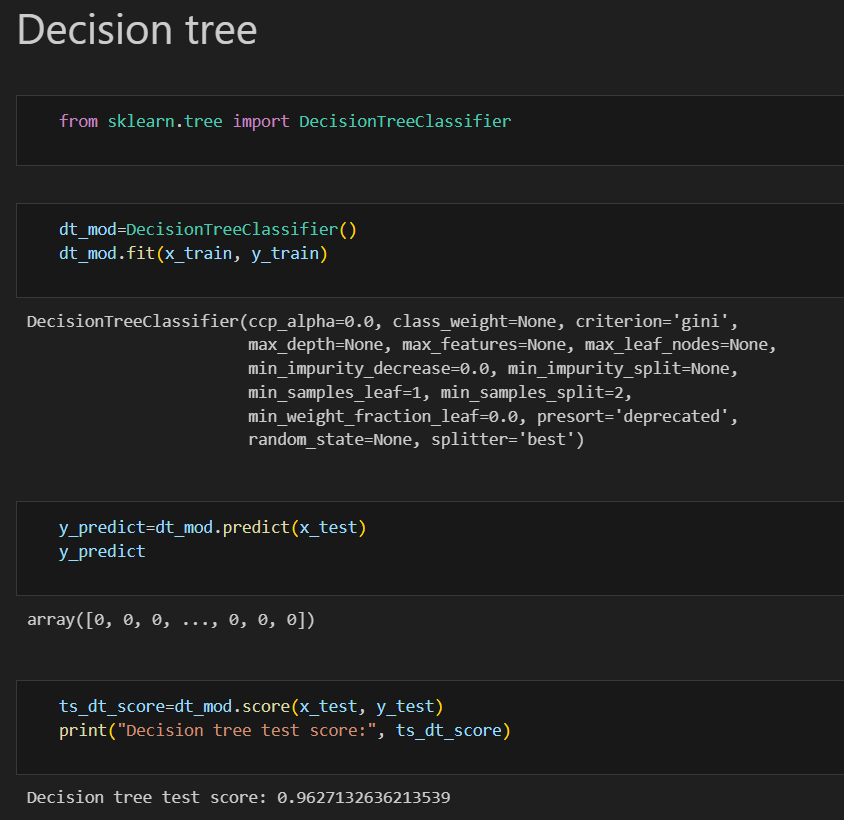 Decision tree
from sklearn.tree import DecisionTreeClassifier
dt_mod=DecisionTreeClassifier()
dt_mod.fit(x_train, y_train)
DecisionTreeClassifier(ccp_alpha=0.0, class_weight=None, criterion='gini',
max_depth=None, max_features=None, max_leaf_nodes=None,
min_impurity_decrease=0.0, min_impurity_split=None,
min_samples_leaf=1, min_samples_split=2,
min_weight_fraction_leaf=0.0, presort='deprecated',
random_state=None, splitter='best')
y_predict=dt_mod.predict(x_test)
y_predict
array([0, 0, 0, ..., 0, 0, 0])
ts_dt_score=dt_mod.score(x_test, y_test)
print("Decision tree test score:", ts_dt_score)
Decision tree test score: 0.9627132636213539